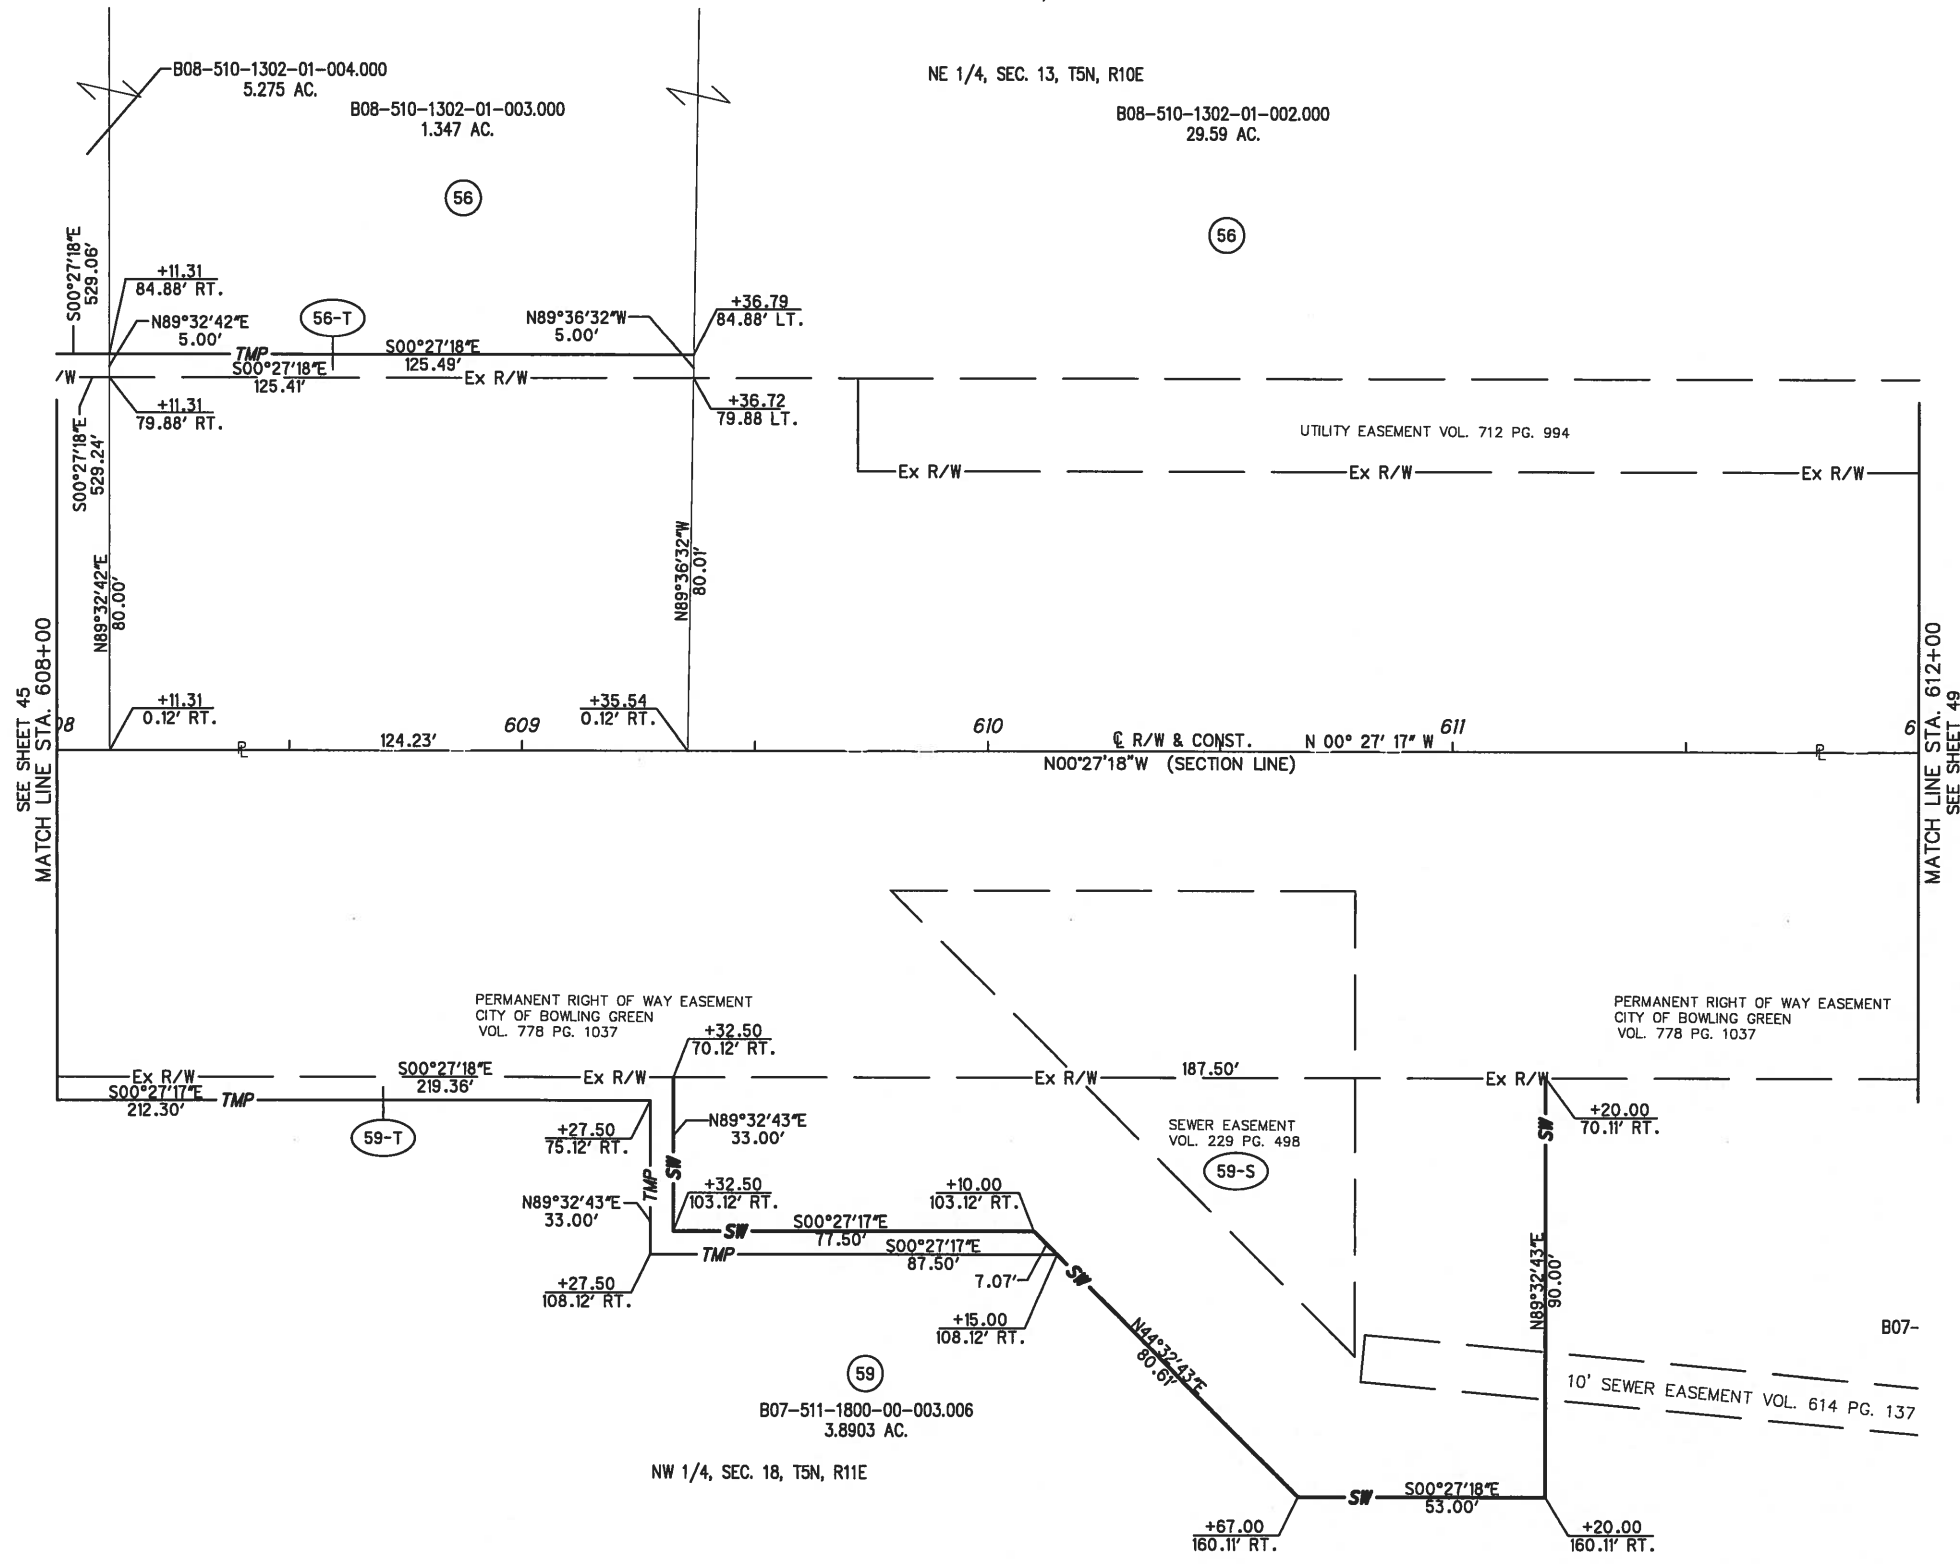 B08-510-1302-01-004.000
5.275 AC.
B08-510-1302-01-003.000
1.347 AC.
NE 1/4, SEC. 13, T5N, R10E
B08-510-1302-01-002.000
29.59 AC.
56
56
S00°27'18"E
529.06'
+11.31
84.88' RT.
N89°32'42"E
5.00'
56-T
N89°36'32"W
5.00'
+36.79
84.88' LT.
TMP
S00°27'18"E
125.49'
/W
S00°27'18"E
125.41'
Ex R/W
+11.31
79.88' RT.
+36.72
79.88 LT.
S00°27'18"E
529.24'
UTILITY EASEMENT VOL. 712 PG. 994
Ex R/W
Ex R/W
Ex R/W
N89°32'42"E
80.00'
N89°36'32"W
80.01'
SEE SHEET 45
MATCH LINE STA. 608+00
MATCH LINE STA. 612+00
SEE SHEET 49
+11.31
0.12' RT.
+35.54
0.12' RT.
08
609
610
611
6
124.23'
℄ R/W & CONST.
N 00° 27' 17" W
N00°27'18"W (SECTION LINE)
PERMANENT RIGHT OF WAY EASEMENT
CITY OF BOWLING GREEN
VOL. 778 PG. 1037
PERMANENT RIGHT OF WAY EASEMENT
CITY OF BOWLING GREEN
VOL. 778 PG. 1037
+32.50
70.12' RT.
Ex R/W
S00°27'18"E
219.36'
Ex R/W
Ex R/W
187.50'
Ex R/W
S00°27'17"E
212.30'
TMP
59-T
+27.50
75.12' RT.
N89°32'43"E
33.00'
SEWER EASEMENT
VOL. 229 PG. 498
59-S
+20.00
70.11' RT.
SW
TMP
SW
N89°32'43"E
33.00'
+32.50
103.12' RT.
+10.00
103.12' RT.
SW
S00°27'17"E
77.50'
TMP
S00°27'17"E
87.50'
7.07'
SW
+27.50
108.12' RT.
+15.00
108.12' RT.
N44°32'43"E
80.61'
N89°32'43"E
90.00'
B07-
10' SEWER EASEMENT VOL. 614 PG. 137
59
B07-511-1800-00-003.006
3.8903 AC.
NW 1/4, SEC. 18, T5N, R11E
SW
S00°27'18"E
53.00'
+67.00
160.11' RT.
+20.00
160.11' RT.